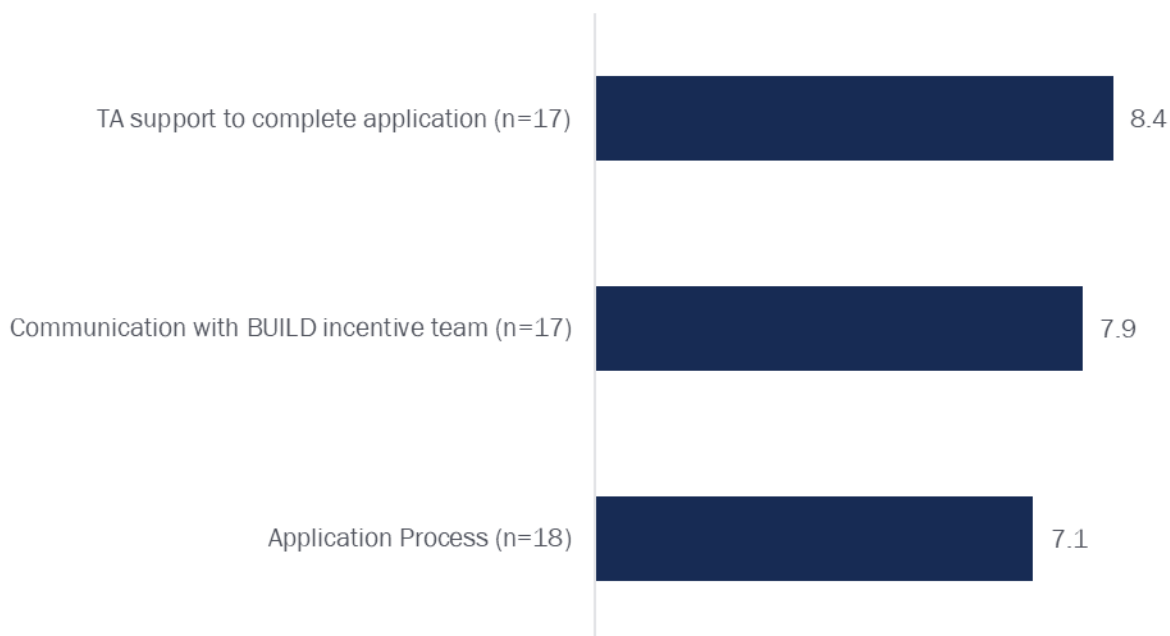 TA support to complete application (n=17)
8.4
Communication with BUILD incentive team (n=17)
7.9
Application Process (n=18)
7.1